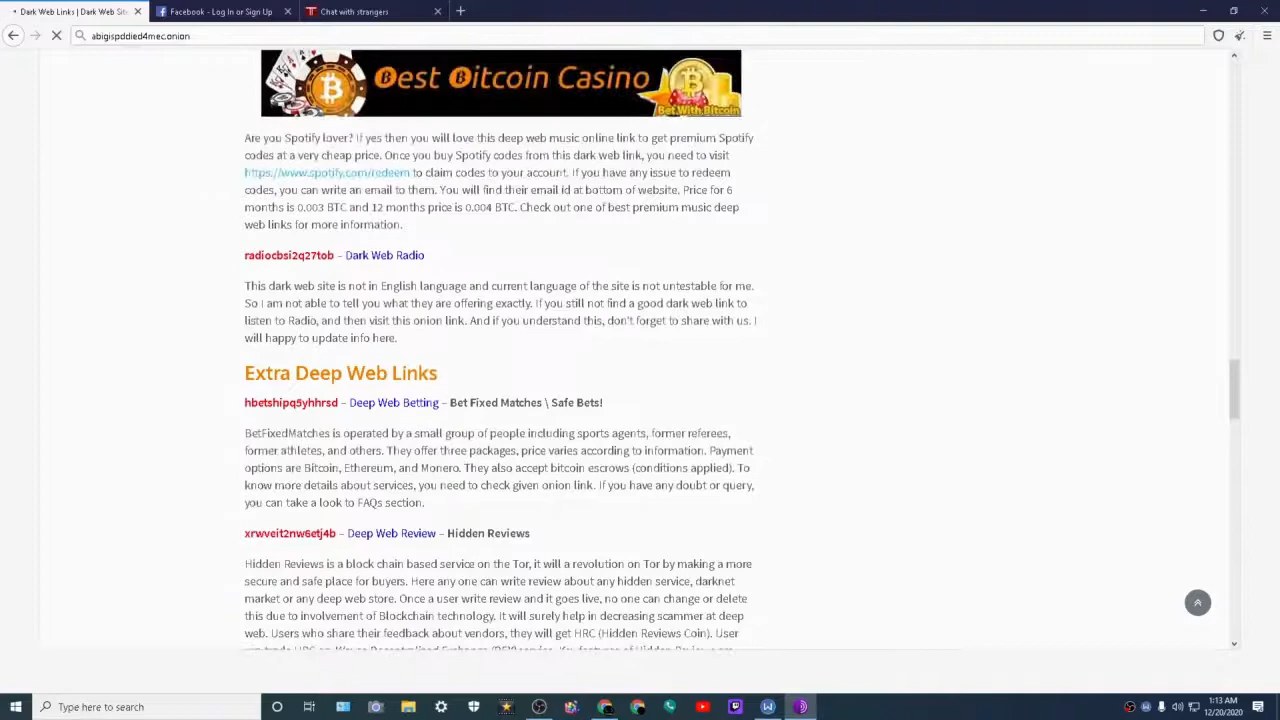 Dark Web Links | Dark Web Site
Facebook - Log In or Sign Up
Chat with strangers
abigispddied4mec.onion
Best Bitcoin Casino
Bet With Bitcoin
Are you Spotify lover? If yes then you will love this deep web music online link to get premium Spotify
codes at a very cheap price. Once you buy Spotify codes from this dark web link, you need to visit
https://www.spotify.com/redeem to claim codes to your account. If you have any issue to redeem
codes, you can write an email to them. You will find their email id at bottom of website. Price for 6
months is 0.003 BTC and 12 months price is 0.004 BTC. Check out one of best premium music deep
web links for more information.
radiocbsi2q27tob – Dark Web Radio
This dark web site is not in English language and current language of the site is not untestable for me.
So I am not able to tell you what they are offering exactly. If you still not find a good dark web link to
listen to Radio, and then visit this onion link. And if you understand this, don't forget to share with us. I
will happy to update info here.
Extra Deep Web Links
hbetshipq5yhhrsd – Deep Web Betting – Bet Fixed Matches \ Safe Bets!
BetFixedMatches is operated by a small group of people including sports agents, former referees,
former athletes, and others. They offer three packages, price varies according to information. Payment
options are Bitcoin, Ethereum, and Monero. They also accept bitcoin escrows (conditions applied). To
know more details about services, you need to check given onion link. If you have any doubt or query,
you can take a look to FAQs section.
xrwveit2nw6etj4b – Deep Web Review – Hidden Reviews
Hidden Reviews is a block chain based service on the Tor, it will a revolution on Tor by making a more
secure and safe place for buyers. Here any one can write review about any hidden service, darknet
market or any deep web store. Once a user write review and it goes live, no one can change or delete
this due to involvement of Blockchain technology. It will surely help in decreasing scammer at deep
web. Users who share their feedback about vendors, they will get HRC (Hidden Reviews Coin). User
Type here to search
1:13 AM
12/20/2020